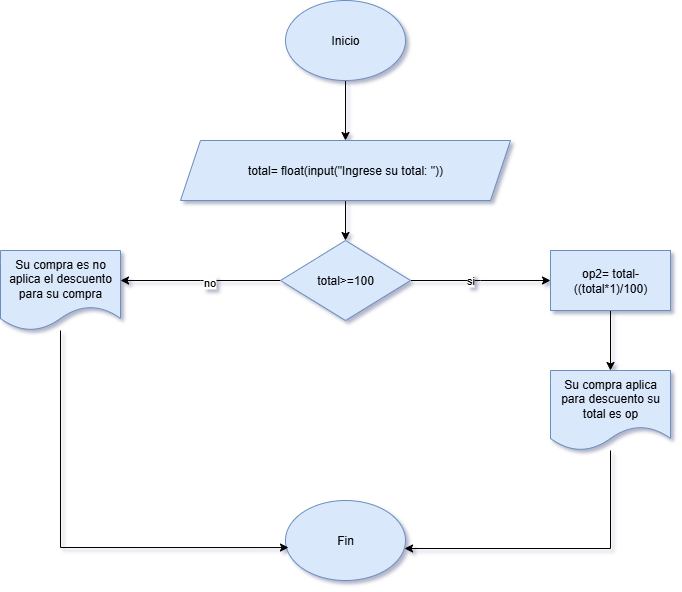 Inicio
total= float(input("Ingrese su total: "))
Su compra es no
aplica el descuento
para su compra
no
total>=100
si
op2= total-
((total*1)/100)
Su compra aplica
para descuento su
total es op
Fin